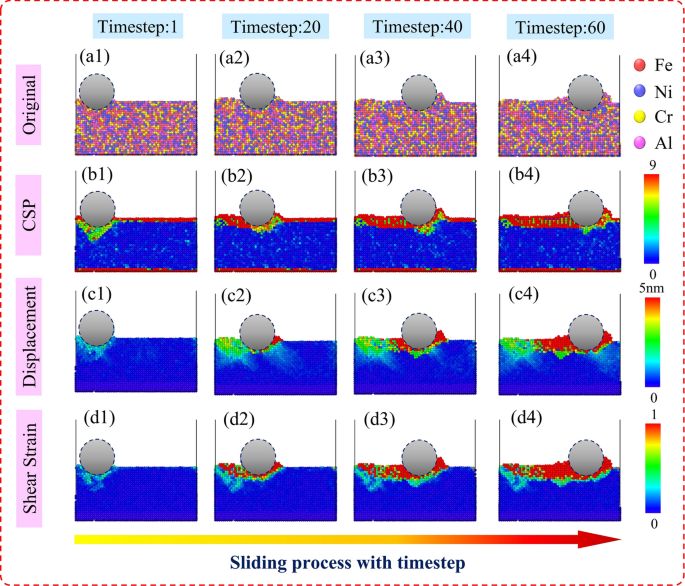 Timestep:1 Timestep:20 Timestep:40 Timestep:60
Original
(a1) (a2) (a3) (a4)
Fe
Ni
Cr
Al
CSP
(b1) (b2) (b3) (b4)
9
0
Displacement
(c1) (c2) (c3) (c4)
5nm
0
Shear Strain
(d1) (d2) (d3) (d4)
1
0
Sliding process with timestep